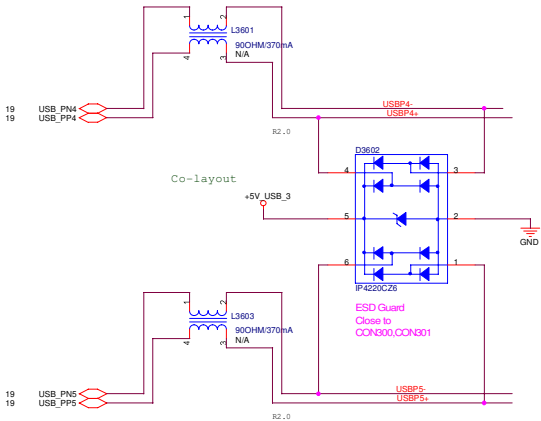 1
2
L3601
90OHM/370mA
N/A
4
3
19 USB_PN4
USBP4-
19 USB_PP4
USBP4+
R2.0
D3602
Co-layout
4
3
+5V_USB_3
5
2
GND
6
1
IP4220CZ6
ESD Guard
Close to
CON300,CON301
1
2
L3603
90OHM/370mA
N/A
4
3
19 USB_PN5
USBP5-
19 USB_PP5
USBP5+
R2.0